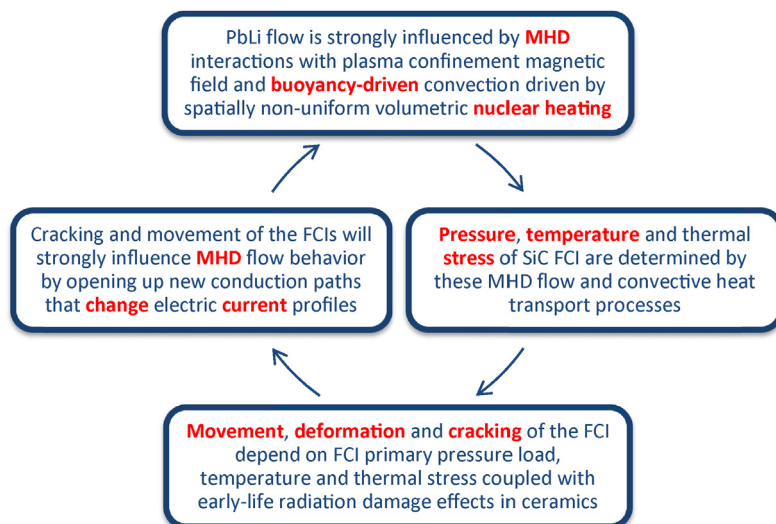 PbLi flow is strongly influenced by MHD
interactions with plasma confinement magnetic
field and buoyancy-driven convection driven by
spatially non-uniform volumetric nuclear heating
Cracking and movement of the FCIs will
strongly influence MHD flow behavior
by opening up new conduction paths
that change electric current profiles
Pressure, temperature and thermal
stress of SiC FCI are determined by
these MHD flow and convective heat
transport processes
Movement, deformation and cracking of the FCI
depend on FCI primary pressure load,
temperature and thermal stress coupled with
early-life radiation damage effects in ceramics